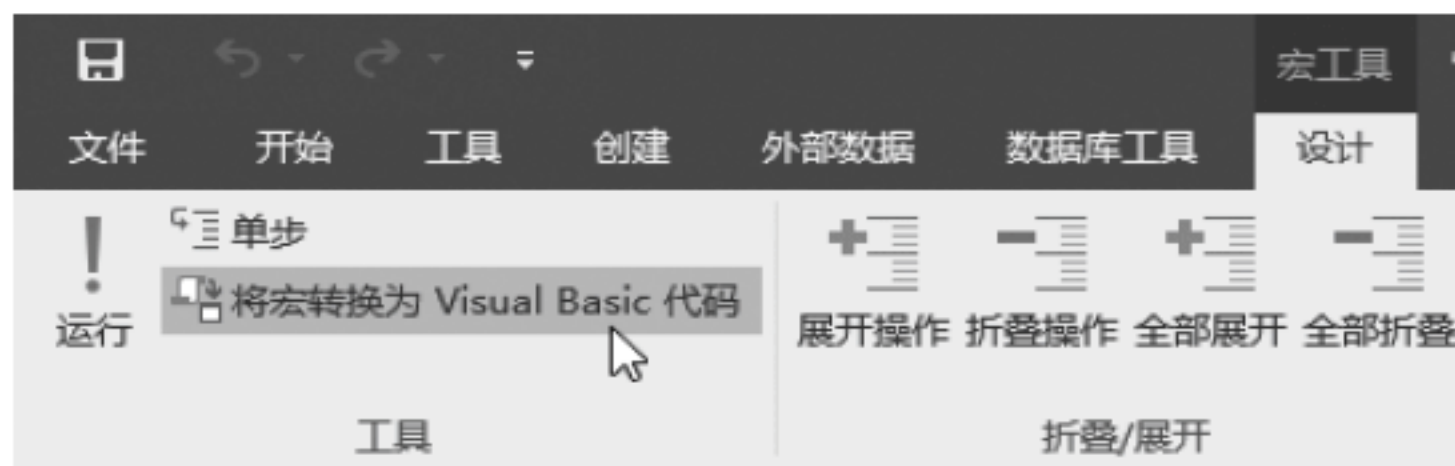 宏工具
文件 开始 工具 创建 外部数据 数据库工具 设计
单步
将宏转换为 Visual Basic 代码
运行 展开操作 折叠操作 全部展开 全部折叠
工具 折叠/展开